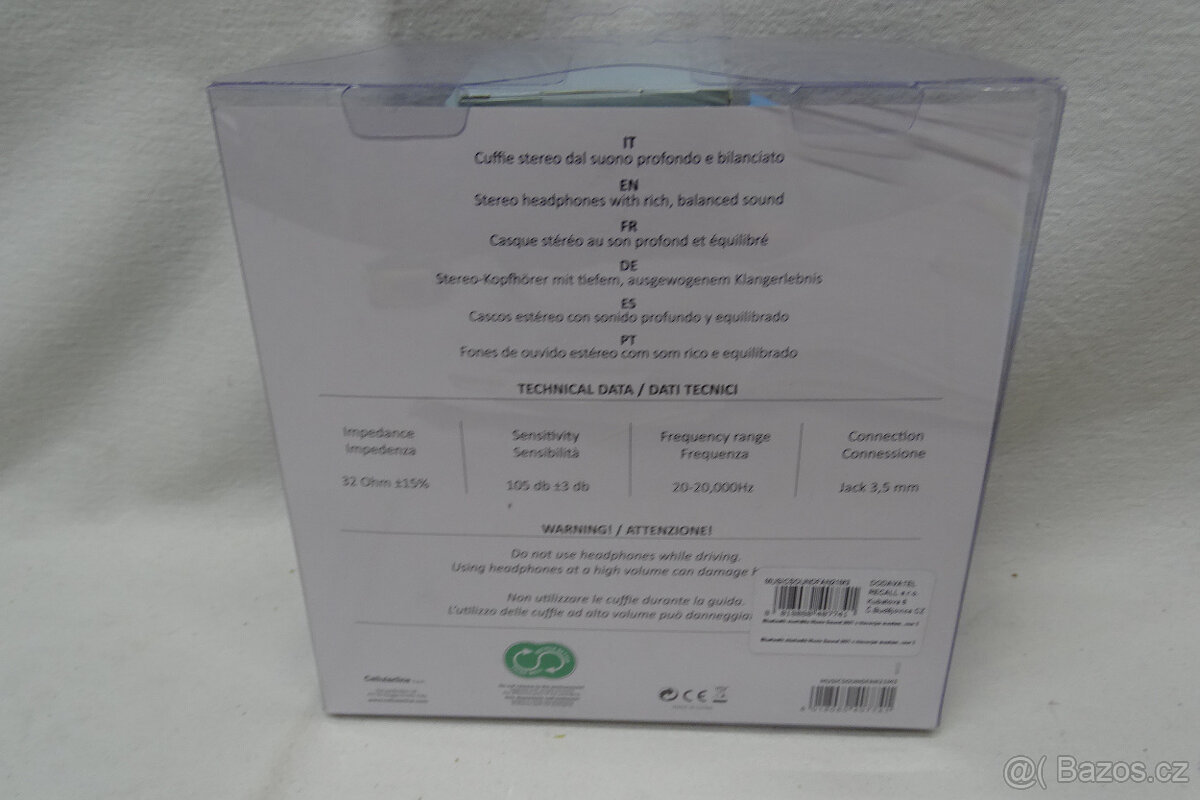 IT
Cuffie stereo dal suono profondo e bilanciato
EN
Stereo headphones with rich, balanced sound
FR
Casque stéréo au son profond et équilibré
DE
Stereo-Kopfhörer mit tiefem, ausgewogenem Klangerlebnis
ES
Cascos estéreo con sonido profundo y equilibrado
PT
Fones de ouvido estéreo com som rico e equilibrado
TECHNICAL DATA / DATI TECNICI
Impedance
Impedenza
32 Ohm ±15%
Sensitivity
Sensibilità
105 db ±3 db
Frequency range
Frequenza
20-20,000Hz
Connection
Connessione
Jack 3,5 mm
WARNING! / ATTENZIONE!
Do not use headphones while driving.
Using headphones at a high volume can damage
Non utilizzare le cuffie durante la guida.
L'utilizzo delle cuffie ad alto volume può
DODAVATEL
RECALL s.r.o.
Č.Budějovice CZ
Cellularline
CE
@( Bazos.cz